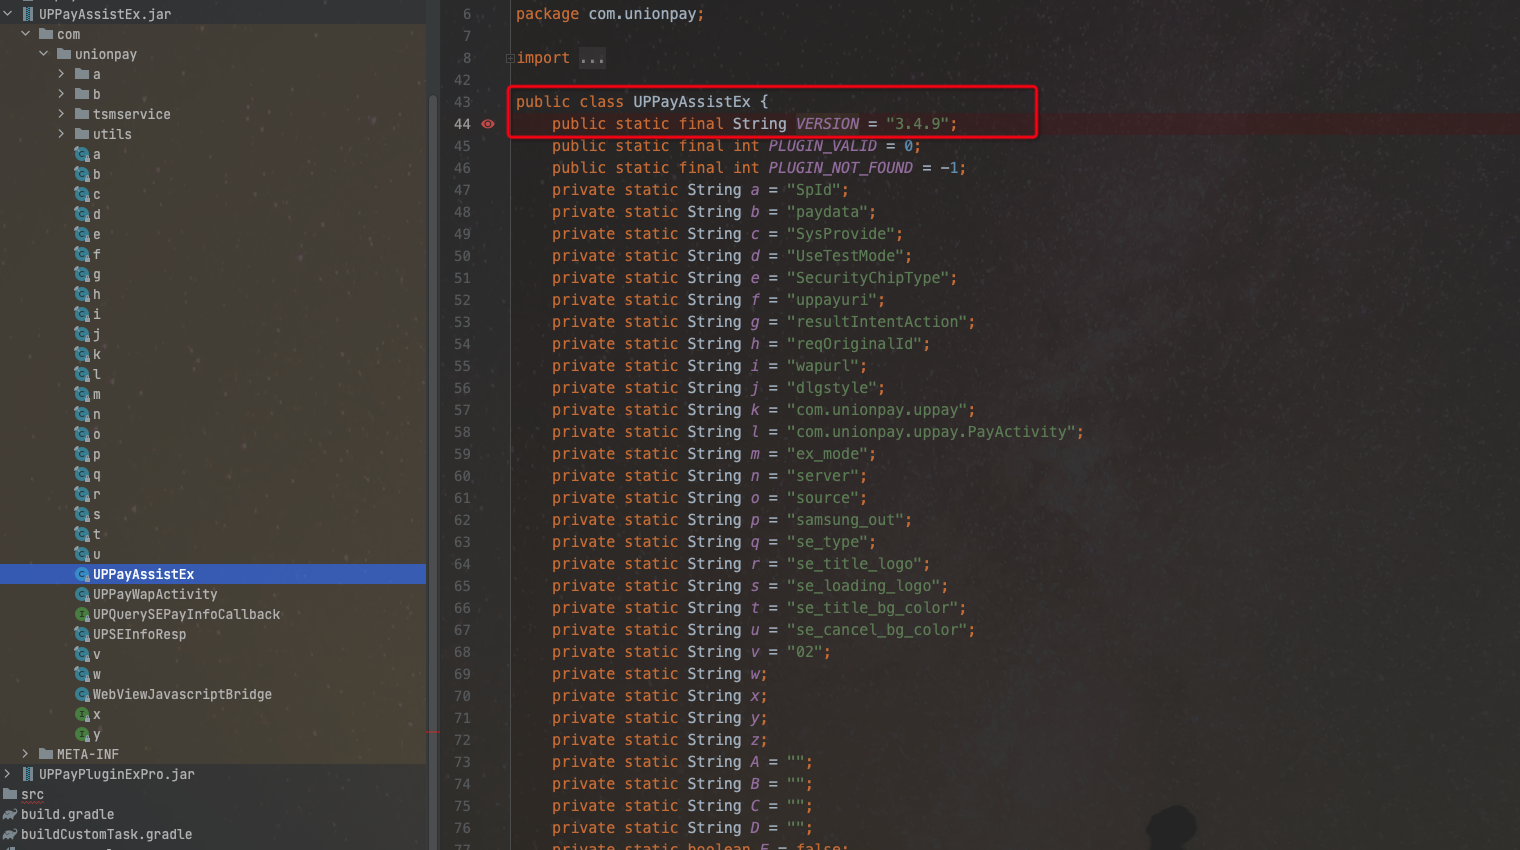 UPPayAssistEx.jar
com
unionpay
a
b
tsmservice
utils
a
b
c
d
e
f
g
h
i
j
k
l
m
n
o
p
q
r
s
t
u
UPPayAssistEx
UPPayWapActivity
UPQuerySEPayInfoCallback
UPSEInfoResp
v
w
WebViewJavascriptBridge
x
y
META-INF
UPPayPluginExPro.jar
src
build.gradle
buildCustomTask.gradle
6 package com.unionpay;
7
8 import ...
42
43 public class UPPayAssistEx {
44 public static final String VERSION = "3.4.9";
45 public static final int PLUGIN_VALID = 0;
46 public static final int PLUGIN_NOT_FOUND = -1;
47 private static String a = "SpId";
48 private static String b = "paydata";
49 private static String c = "SysProvide";
50 private static String d = "UseTestMode";
51 private static String e = "SecurityChipType";
52 private static String f = "uppayuri";
53 private static String g = "resultIntentAction";
54 private static String h = "reqOriginalId";
55 private static String i = "wapurl";
56 private static String j = "dlgstyle";
57 private static String k = "com.unionpay.uppay";
58 private static String l = "com.unionpay.uppay.PayActivity";
59 private static String m = "ex_mode";
60 private static String n = "server";
61 private static String o = "source";
62 private static String p = "samsung_out";
63 private static String q = "se_type";
64 private static String r = "se_title_logo";
65 private static String s = "se_loading_logo";
66 private static String t = "se_title_bg_color";
67 private static String u = "se_cancel_bg_color";
68 private static String v = "02";
69 private static String w;
70 private static String x;
71 private static String y;
72 private static String z;
73 private static String A = "";
74 private static String B = "";
75 private static String C = "";
76 private static String D = "";
77 private static boolean E = false;